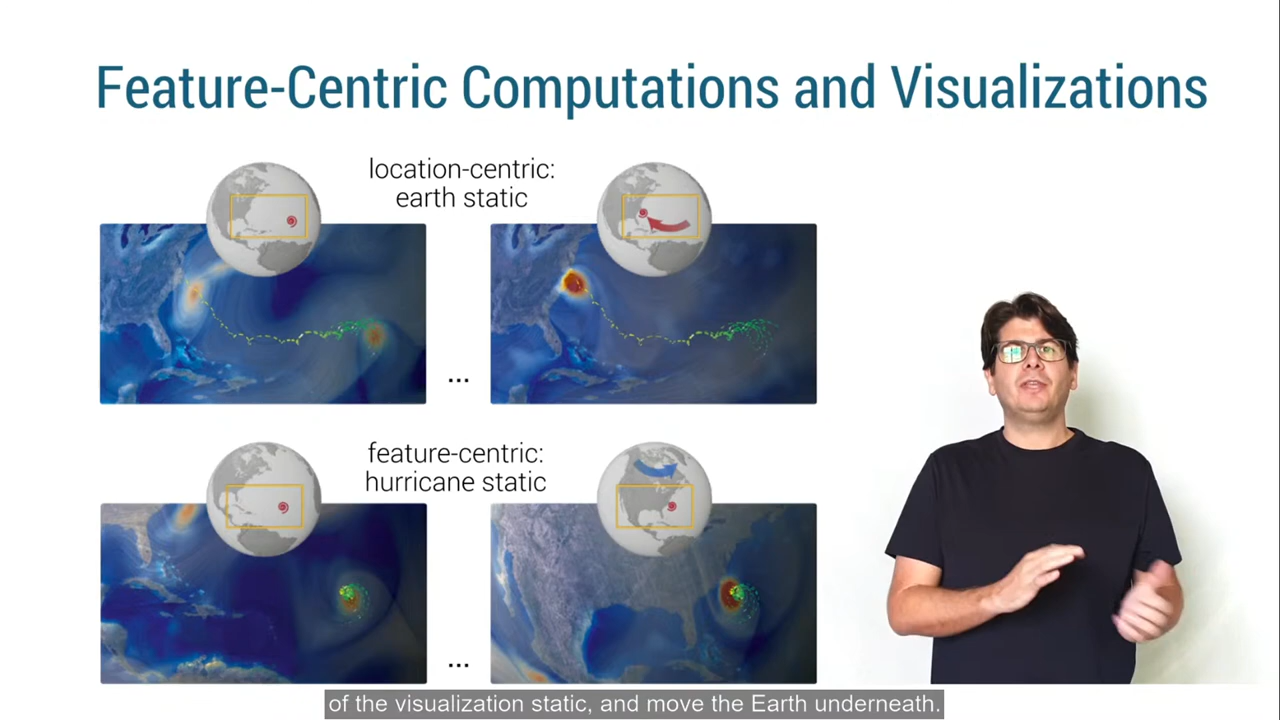 Feature-Centric Computations and Visualizations
location-centric:
earth static
...
feature-centric:
hurricane static
...
of the visualization static, and move the Earth underneath.